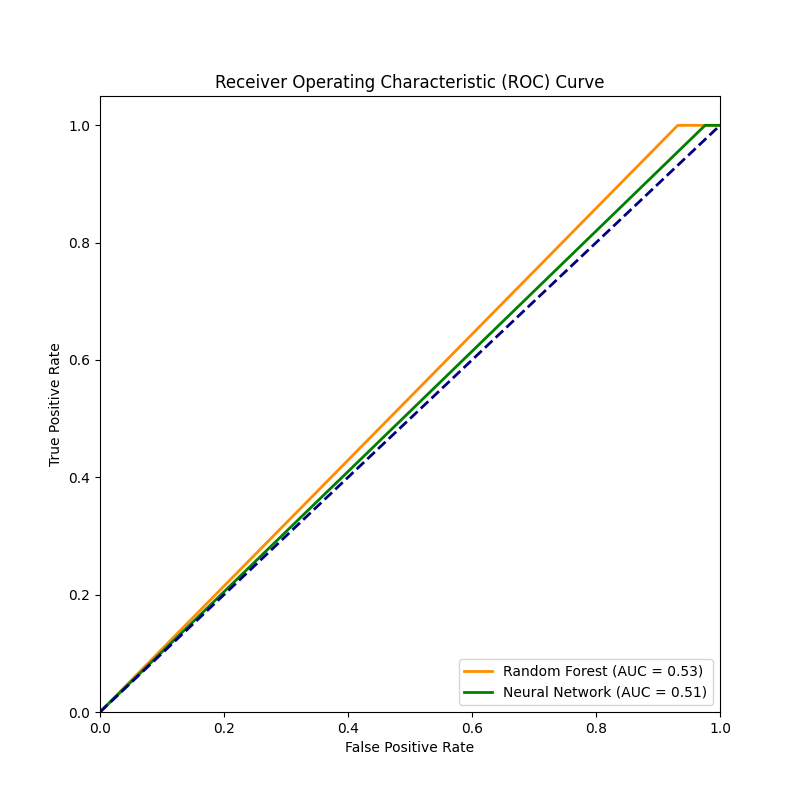 Receiver Operating Characteristic (ROC) Curve
1.0
0.8
0.6
0.4
0.2
0.0
True Positive Rate
Random Forest (AUC = 0.53)
Neural Network (AUC = 0.51)
0.0 0.2 0.4 0.6 0.8 1.0
False Positive Rate